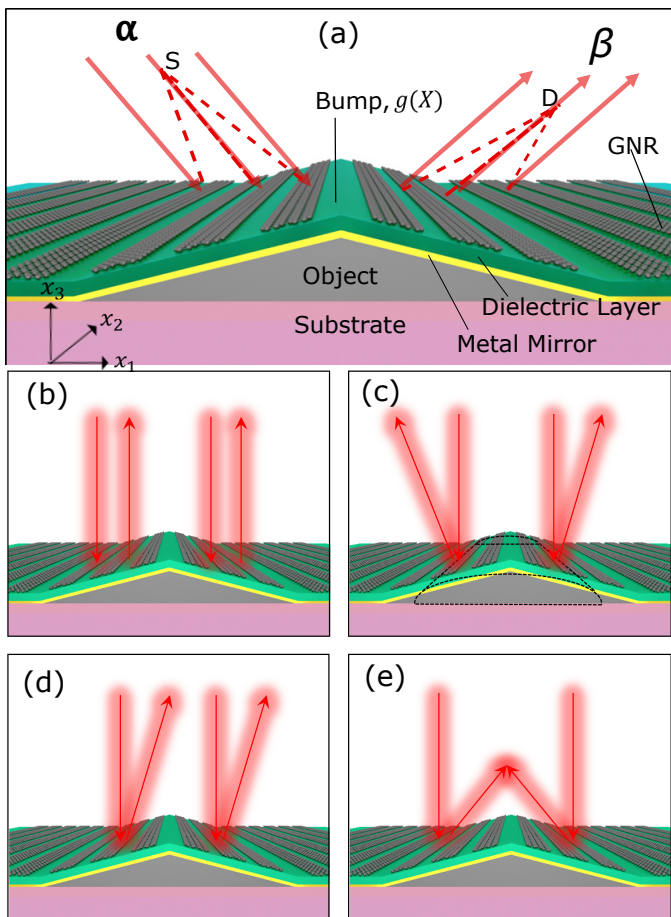 α
(a)
β
S
D
Bump, g(X)
GNR
Object
Dielectric Layer
Substrate
Metal Mirror
x₃
x₂
x₁
(b)
(c)
(d)
(e)